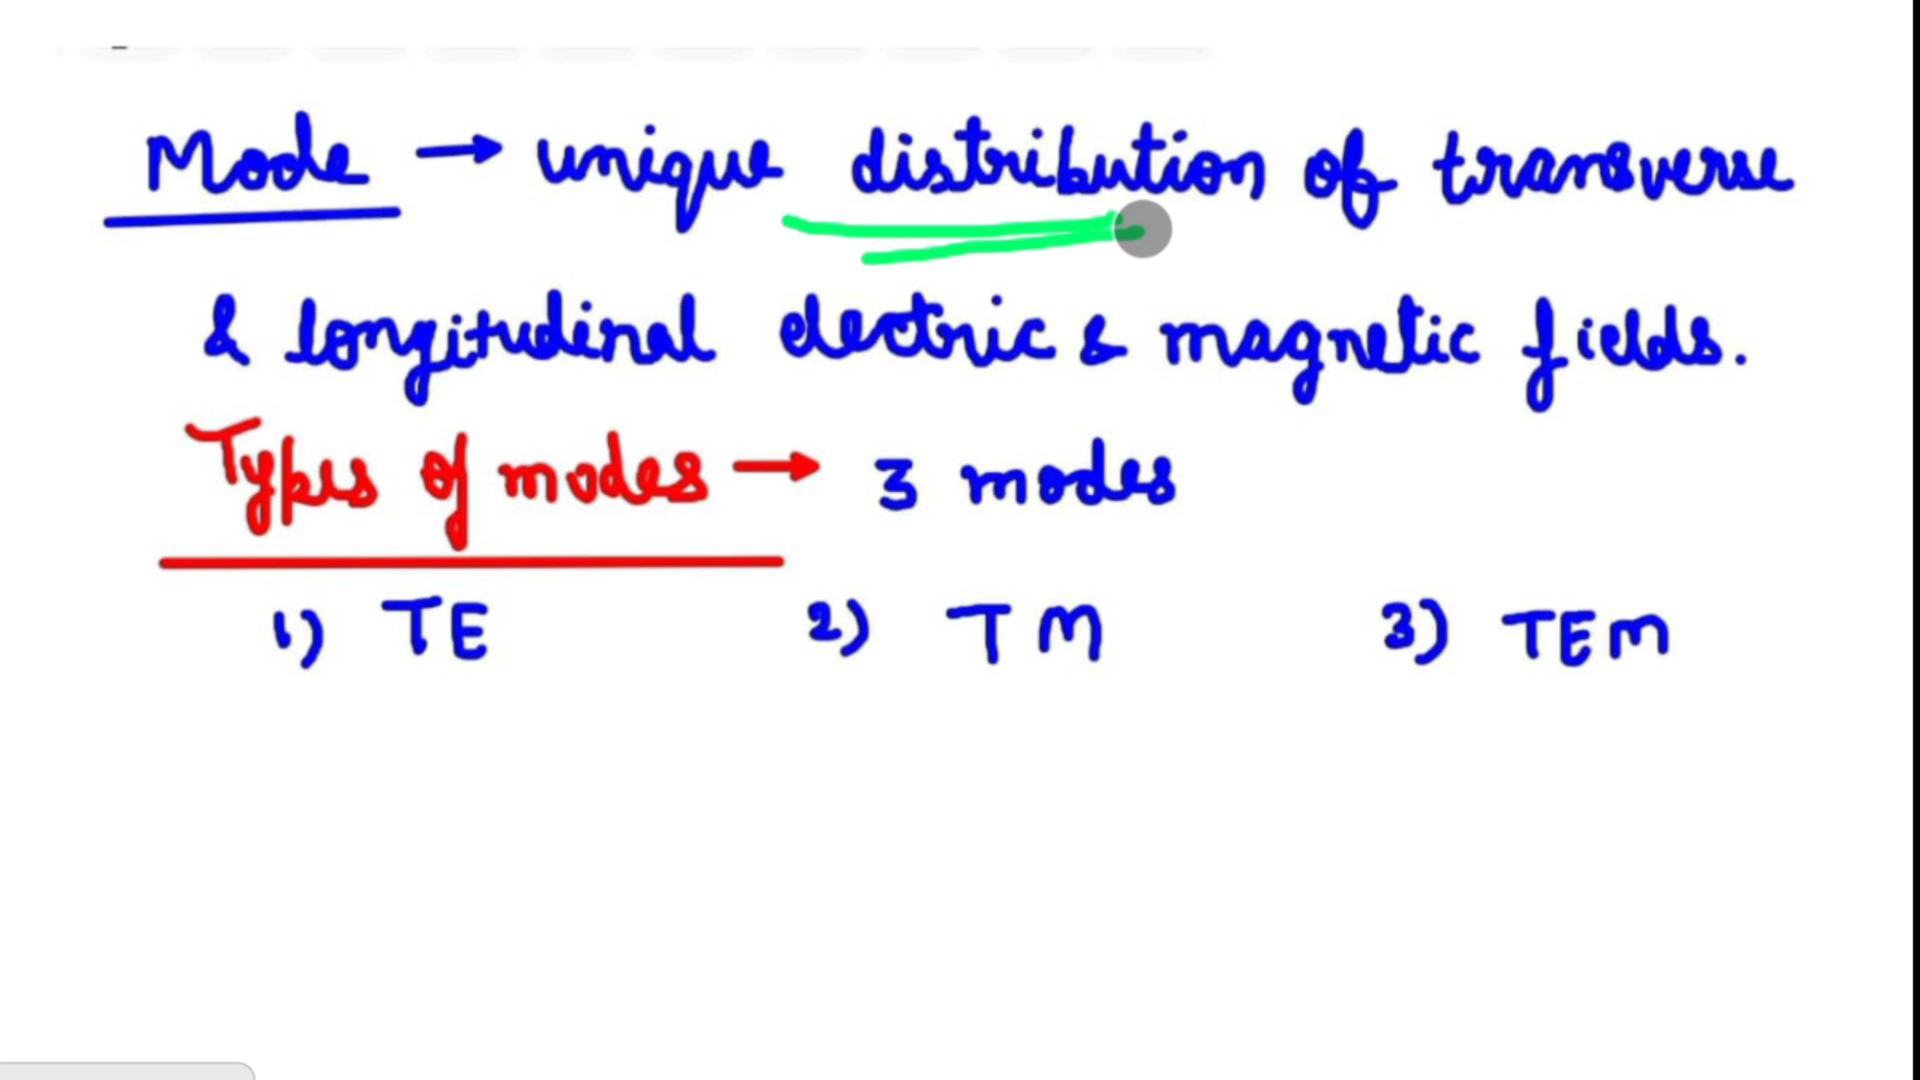 Mode → unique distribution of transverse
& longitudinal electric & magnetic fields.
Types of modes → 3 modes
1) TE 2) TM 3) TEM